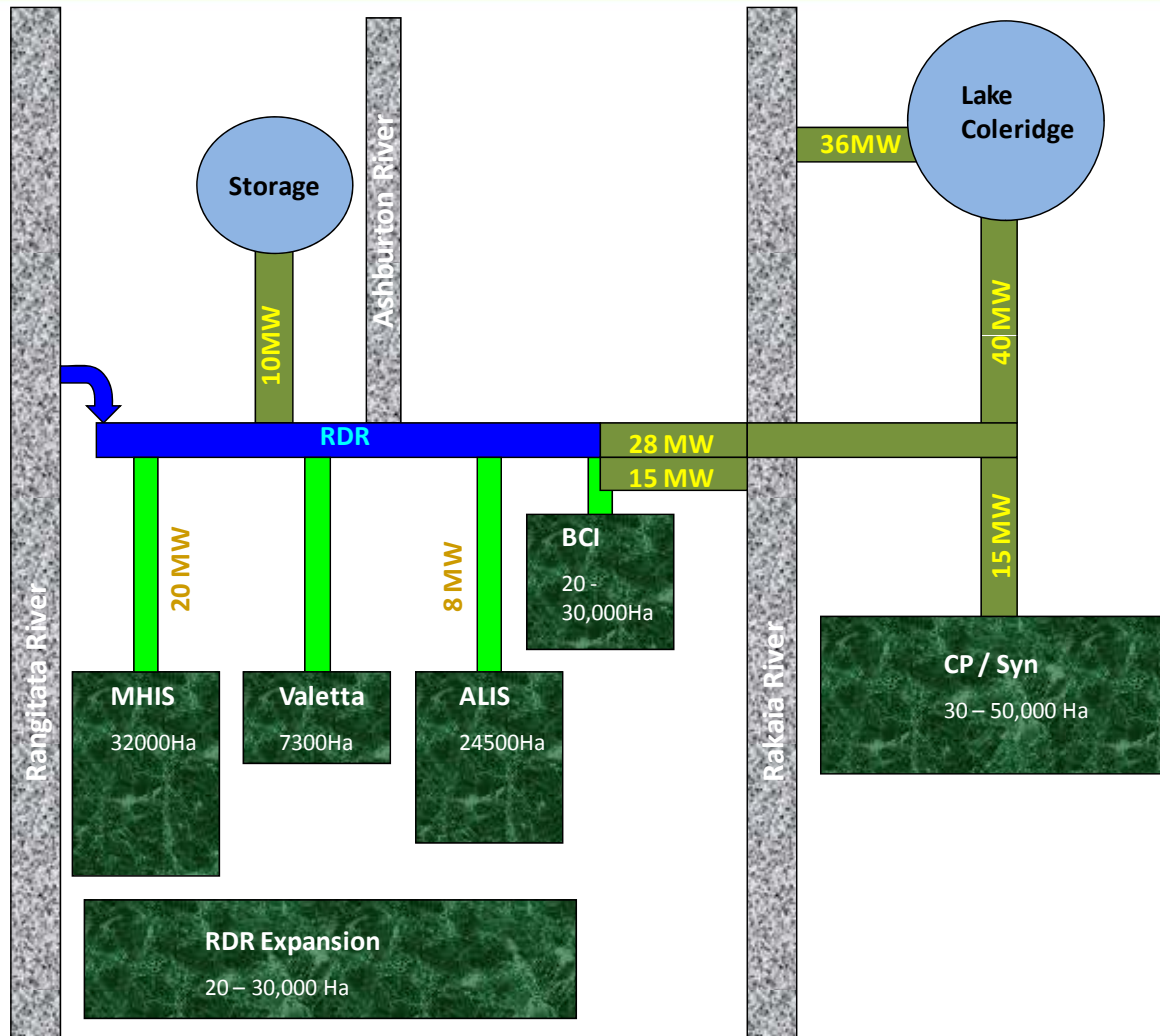 Lake
Coleridge
36MW
Storage
Ashburton River
10MW
40 MW
RDR
28 MW
15 MW
BCI
20 -
30,000Ha
20 MW
8 MW
15 MW
Rangitata River
Rakaia River
MHIS
32000Ha
Valetta
7300Ha
ALIS
24500Ha
CP / Syn
30 – 50,000 Ha
RDR Expansion
20 – 30,000 Ha